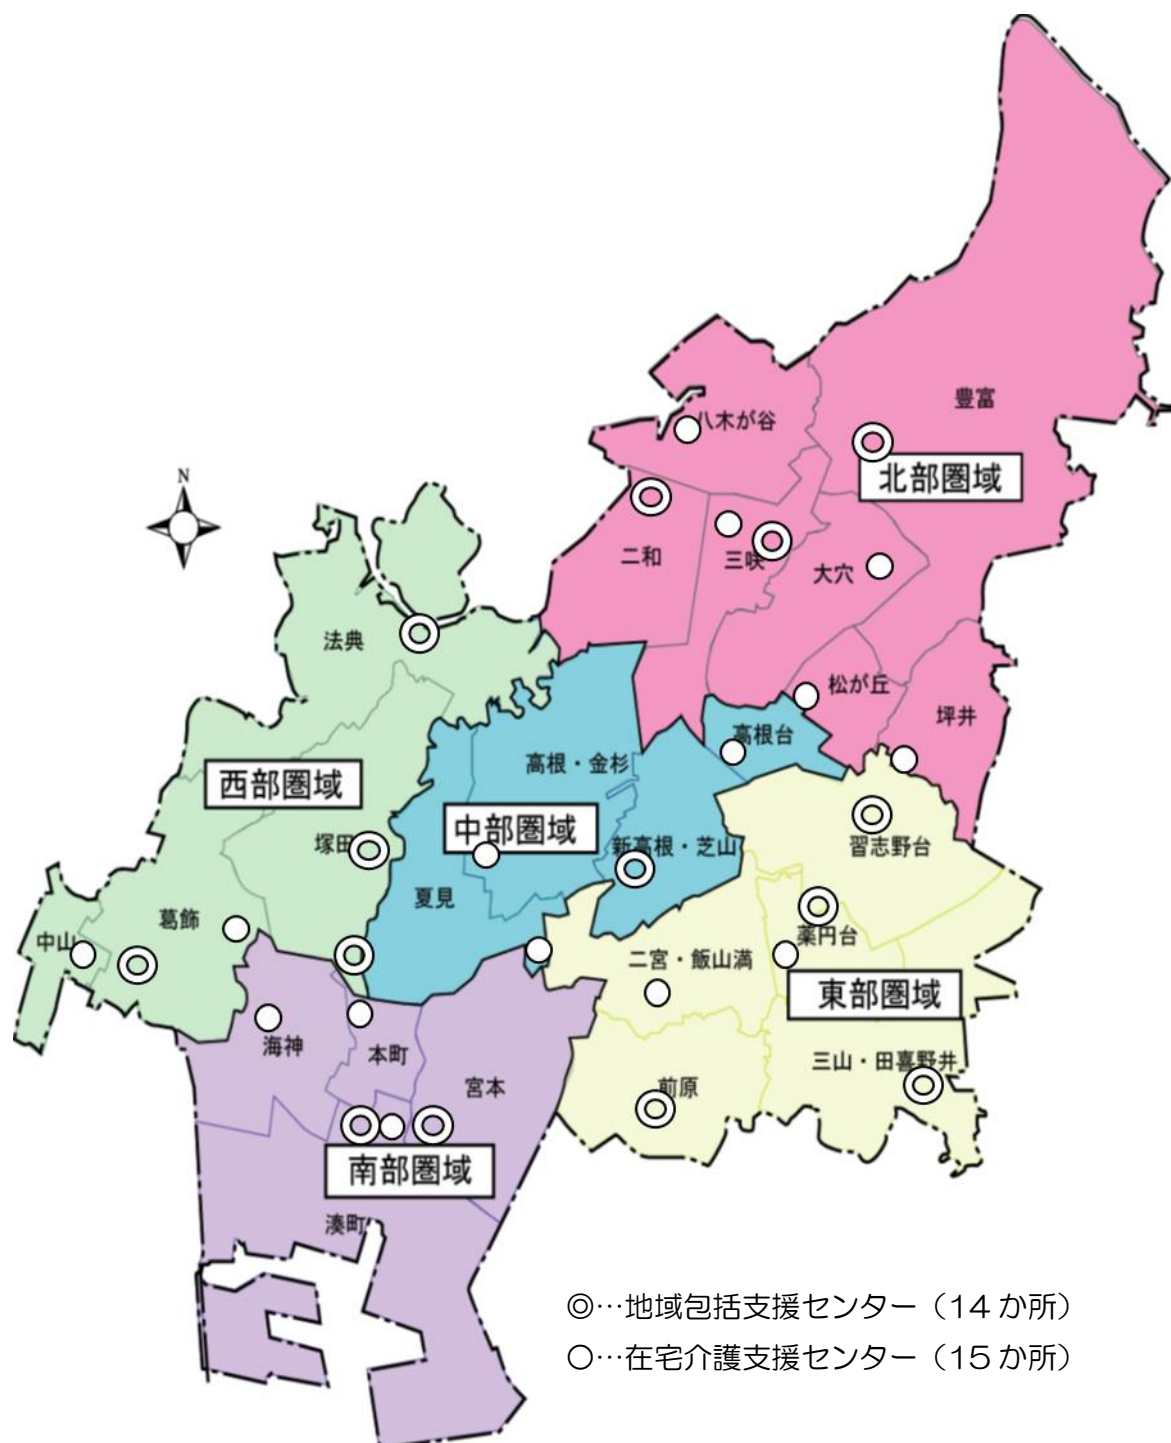 豊富
八木が谷
北部圏域
N
二和
三咲
大穴
法典
松が丘
坪井
高根台
高根・金杉
西部圏域
中部圏域
塚田
新高根・芝山
習志野台
夏見
葛飾
薬円台
中山
二宮・飯山満
東部圏域
海神
本町
三山・田喜野井
宮本
前原
南部圏域
湊町
◎…地域包括支援センター（14か所）
○…在宅介護支援センター（15か所）